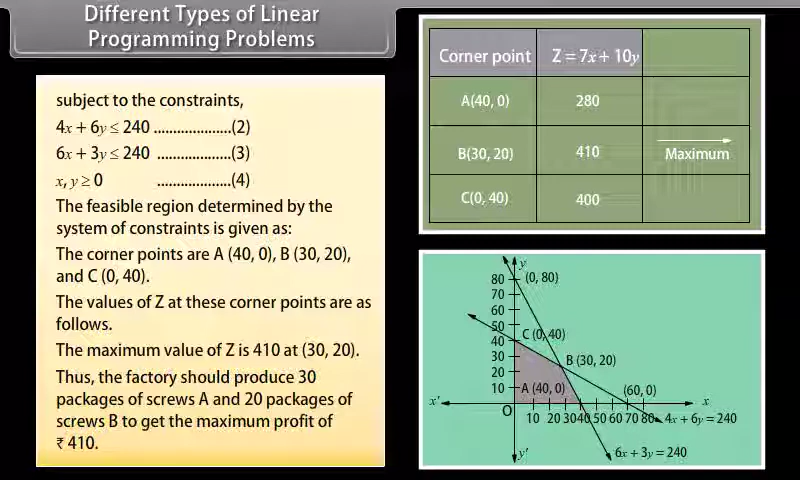 Different Types of Linear
Programming Problems
subject to the constraints,
4x + 6y ≤ 240 ...................(2)
6x + 3y ≤ 240 ...................(3)
x, y ≥ 0 ...................(4)
The feasible region determined by the
system of constraints is given as:
The corner points are A (40, 0), B (30, 20),
and C (0, 40).
The values of Z at these corner points are as
follows.
The maximum value of Z is 410 at (30, 20).
Thus, the factory should produce 30
packages of screws A and 20 packages of
screws B to get the maximum profit of
₹ 410.
Corner point Z = 7x + 10y
A(40, 0) 280
B(30, 20) 410 Maximum
C(0, 40) 400
y
80 (0, 80)
70
60
50
40 C (0, 40)
30 B (30, 20)
20
10 A (40, 0) (60, 0)
x' x
O 10 20 30 40 50 60 70 80 4x + 6y = 240
y' 6x + 3y = 240